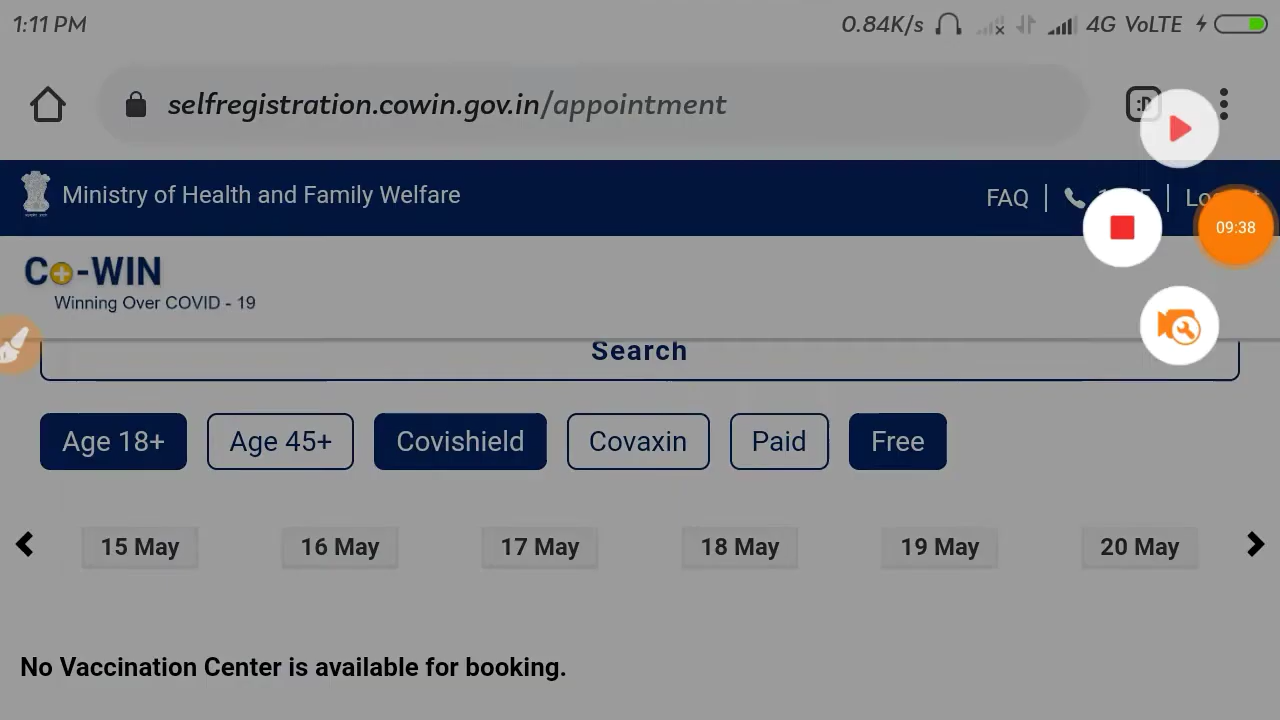 1:11 PM 0.84K/s 4G VoLTE
selfregistration.cowin.gov.in/appointment :D
Ministry of Health and Family Welfare FAQ
09:38
Co-WIN
Winning Over COVID - 19
Search
Age 18+ Age 45+ Covishield Covaxin Paid Free
15 May 16 May 17 May 18 May 19 May 20 May
No Vaccination Center is available for booking.